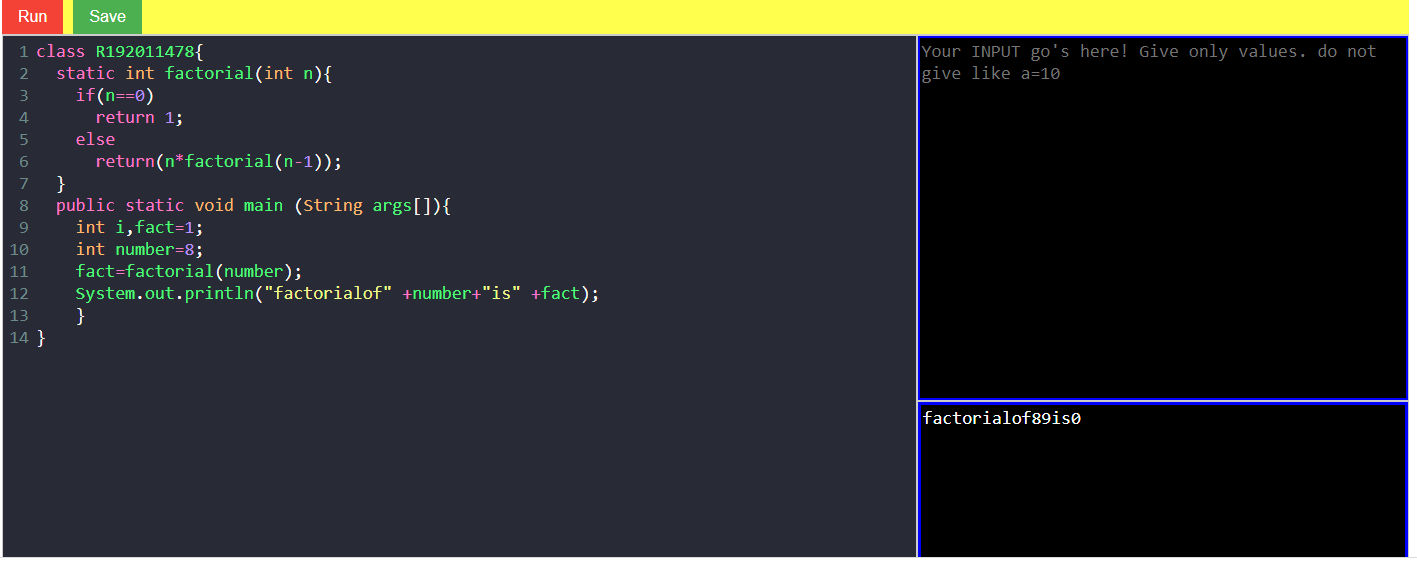 Run Save
1 class R192011478{
2   static int factorial(int n){
3     if(n==0)
4       return 1;
5     else
6       return(n*factorial(n-1));
7   }
8   public static void main (String args[]){
9     int i,fact=1;
10     int number=8;
11     fact=factorial(number);
12     System.out.println("factorialof" +number+"is" +fact);
13     }
14 }
Your INPUT go's here! Give only values. do not
give like a=10
factorialof89is0